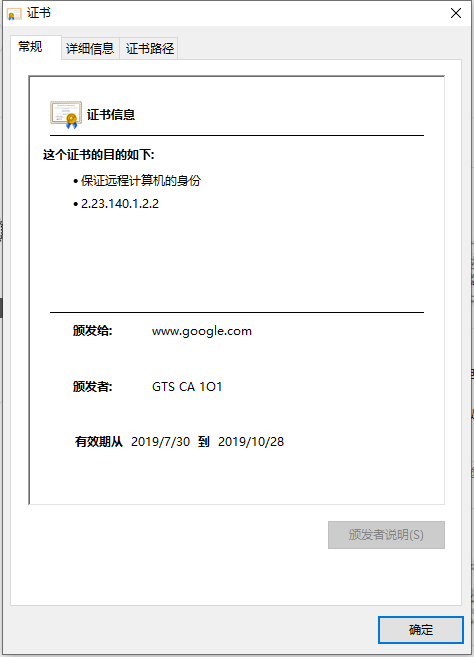 证书
常规 详细信息 证书路径
证书信息
这个证书的目的如下:
• 保证远程计算机的身份
• 2.23.140.1.2.2
颁发给: www.google.com
颁发者: GTS CA 1O1
有效期从 2019/7/30 到 2019/10/28
颁发者说明(S)
确定